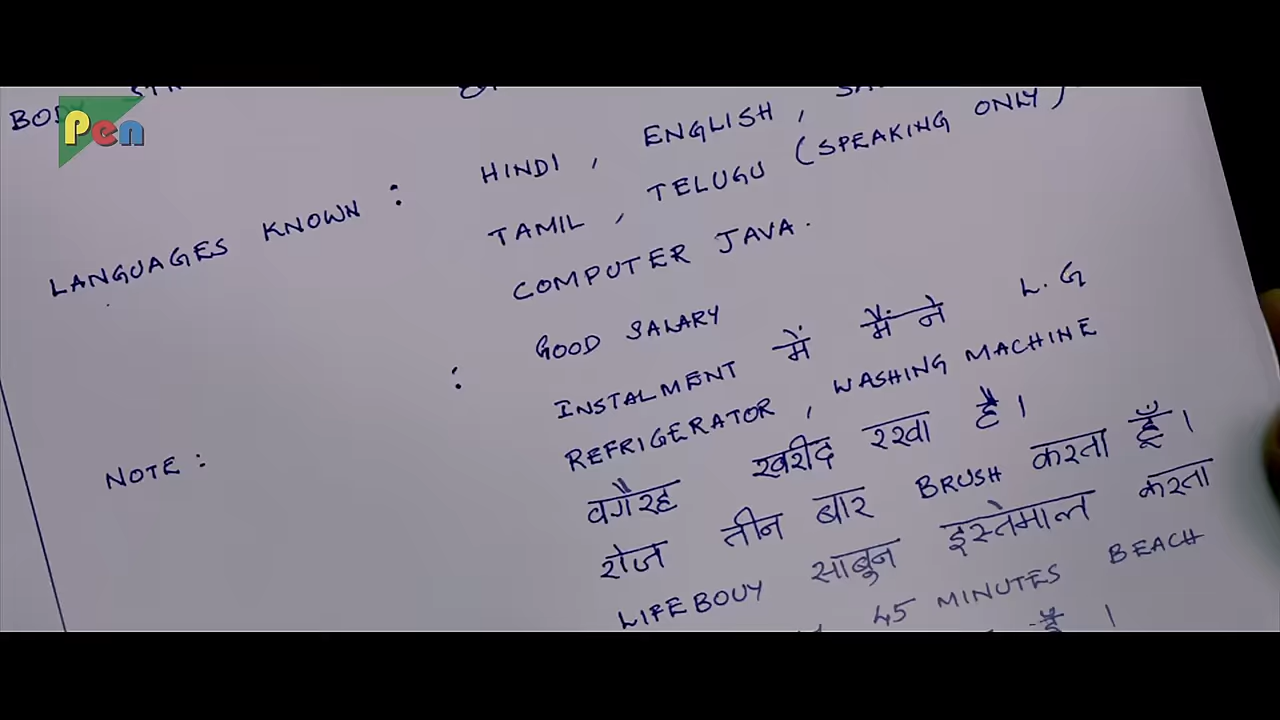 Pen
LANGUAGES KNOWN : HINDI , ENGLISH ,
TAMIL , TELUGU (SPEAKING ONLY)
COMPUTER JAVA.
: GOOD SALARY
NOTE : INSTALMENT में मैं ने L.G
REFRIGERATOR , WASHING MACHINE
वगैरह खरीद रखा है।
रोज तीन बार BRUSH करता हूँ।
LIFEBOUY साबुन इस्तेमाल करता
45 MINUTES BEACH